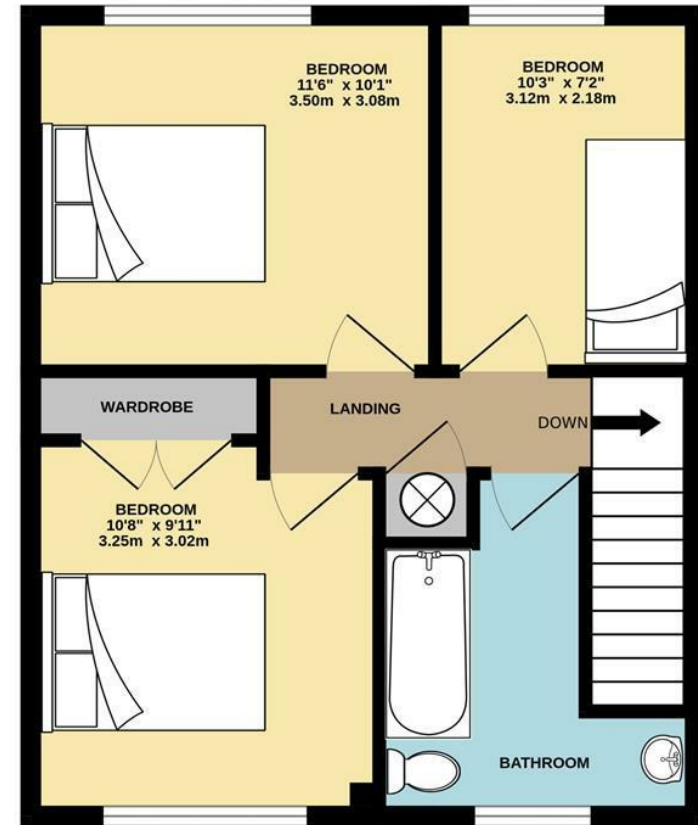 BEDROOM
11'6" x 10'1"
3.50m x 3.08m
BEDROOM
10'3" x 7'2"
3.12m x 2.18m
WARDROBE
LANDING
DOWN
BEDROOM
10'8" x 9'11"
3.25m x 3.02m
BATHROOM